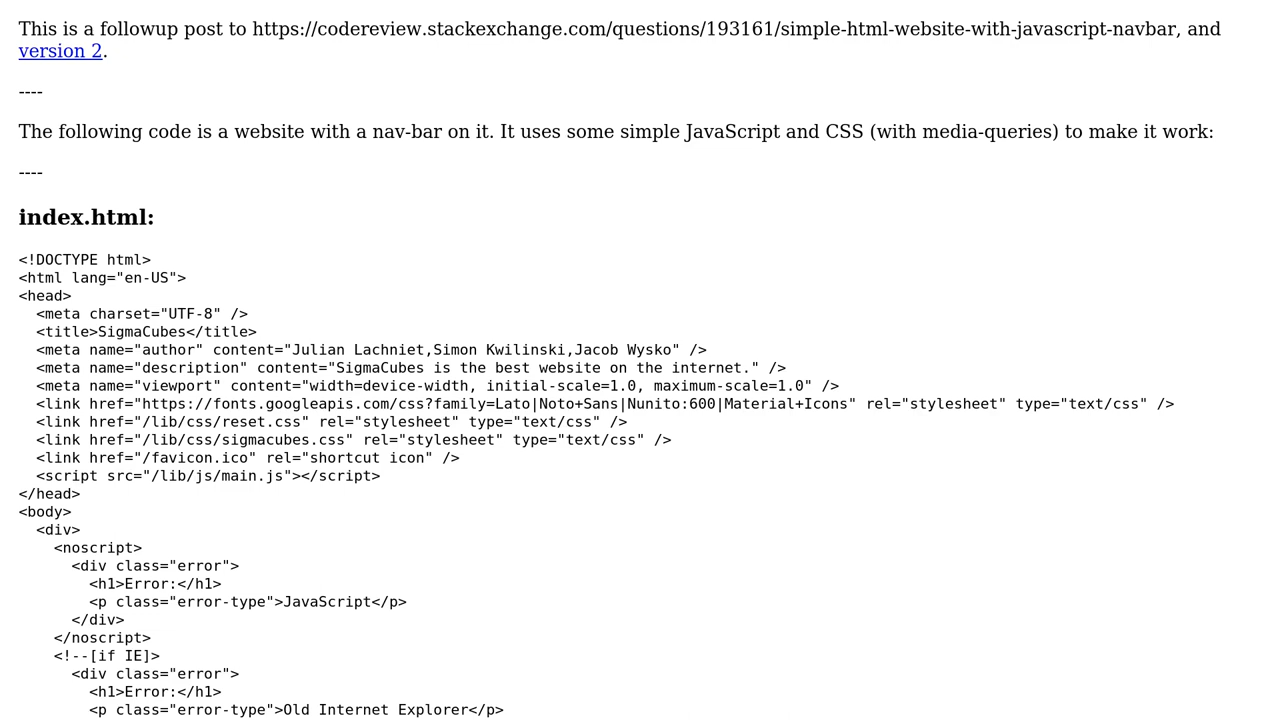 This is a followup post to https://codereview.stackexchange.com/questions/193161/simple-html-website-with-javascript-navbar, and
version 2.
----
The following code is a website with a nav-bar on it. It uses some simple JavaScript and CSS (with media-queries) to make it work:
----
index.html:
<!DOCTYPE html>
<html lang="en-US">
<head>
  <meta charset="UTF-8" />
  <title>SigmaCubes</title>
  <meta name="author" content="Julian Lachniet,Simon Kwilinski,Jacob Wysko" />
  <meta name="description" content="SigmaCubes is the best website on the internet." />
  <meta name="viewport" content="width=device-width, initial-scale=1.0, maximum-scale=1.0" />
  <link href="https://fonts.googleapis.com/css?family=Lato|Noto+Sans|Nunito:600|Material+Icons" rel="stylesheet" type="text/css" />
  <link href="/lib/css/reset.css" rel="stylesheet" type="text/css" />
  <link href="/lib/css/sigmacubes.css" rel="stylesheet" type="text/css" />
  <link href="/favicon.ico" rel="shortcut icon" />
  <script src="/lib/js/main.js"></script>
</head>
<body>
  <div>
    <noscript>
      <div class="error">
        <h1>Error:</h1>
        <p class="error-type">JavaScript</p>
      </div>
    </noscript>
    <!--[if IE]>
      <div class="error">
        <h1>Error:</h1>
        <p class="error-type">Old Internet Explorer</p>